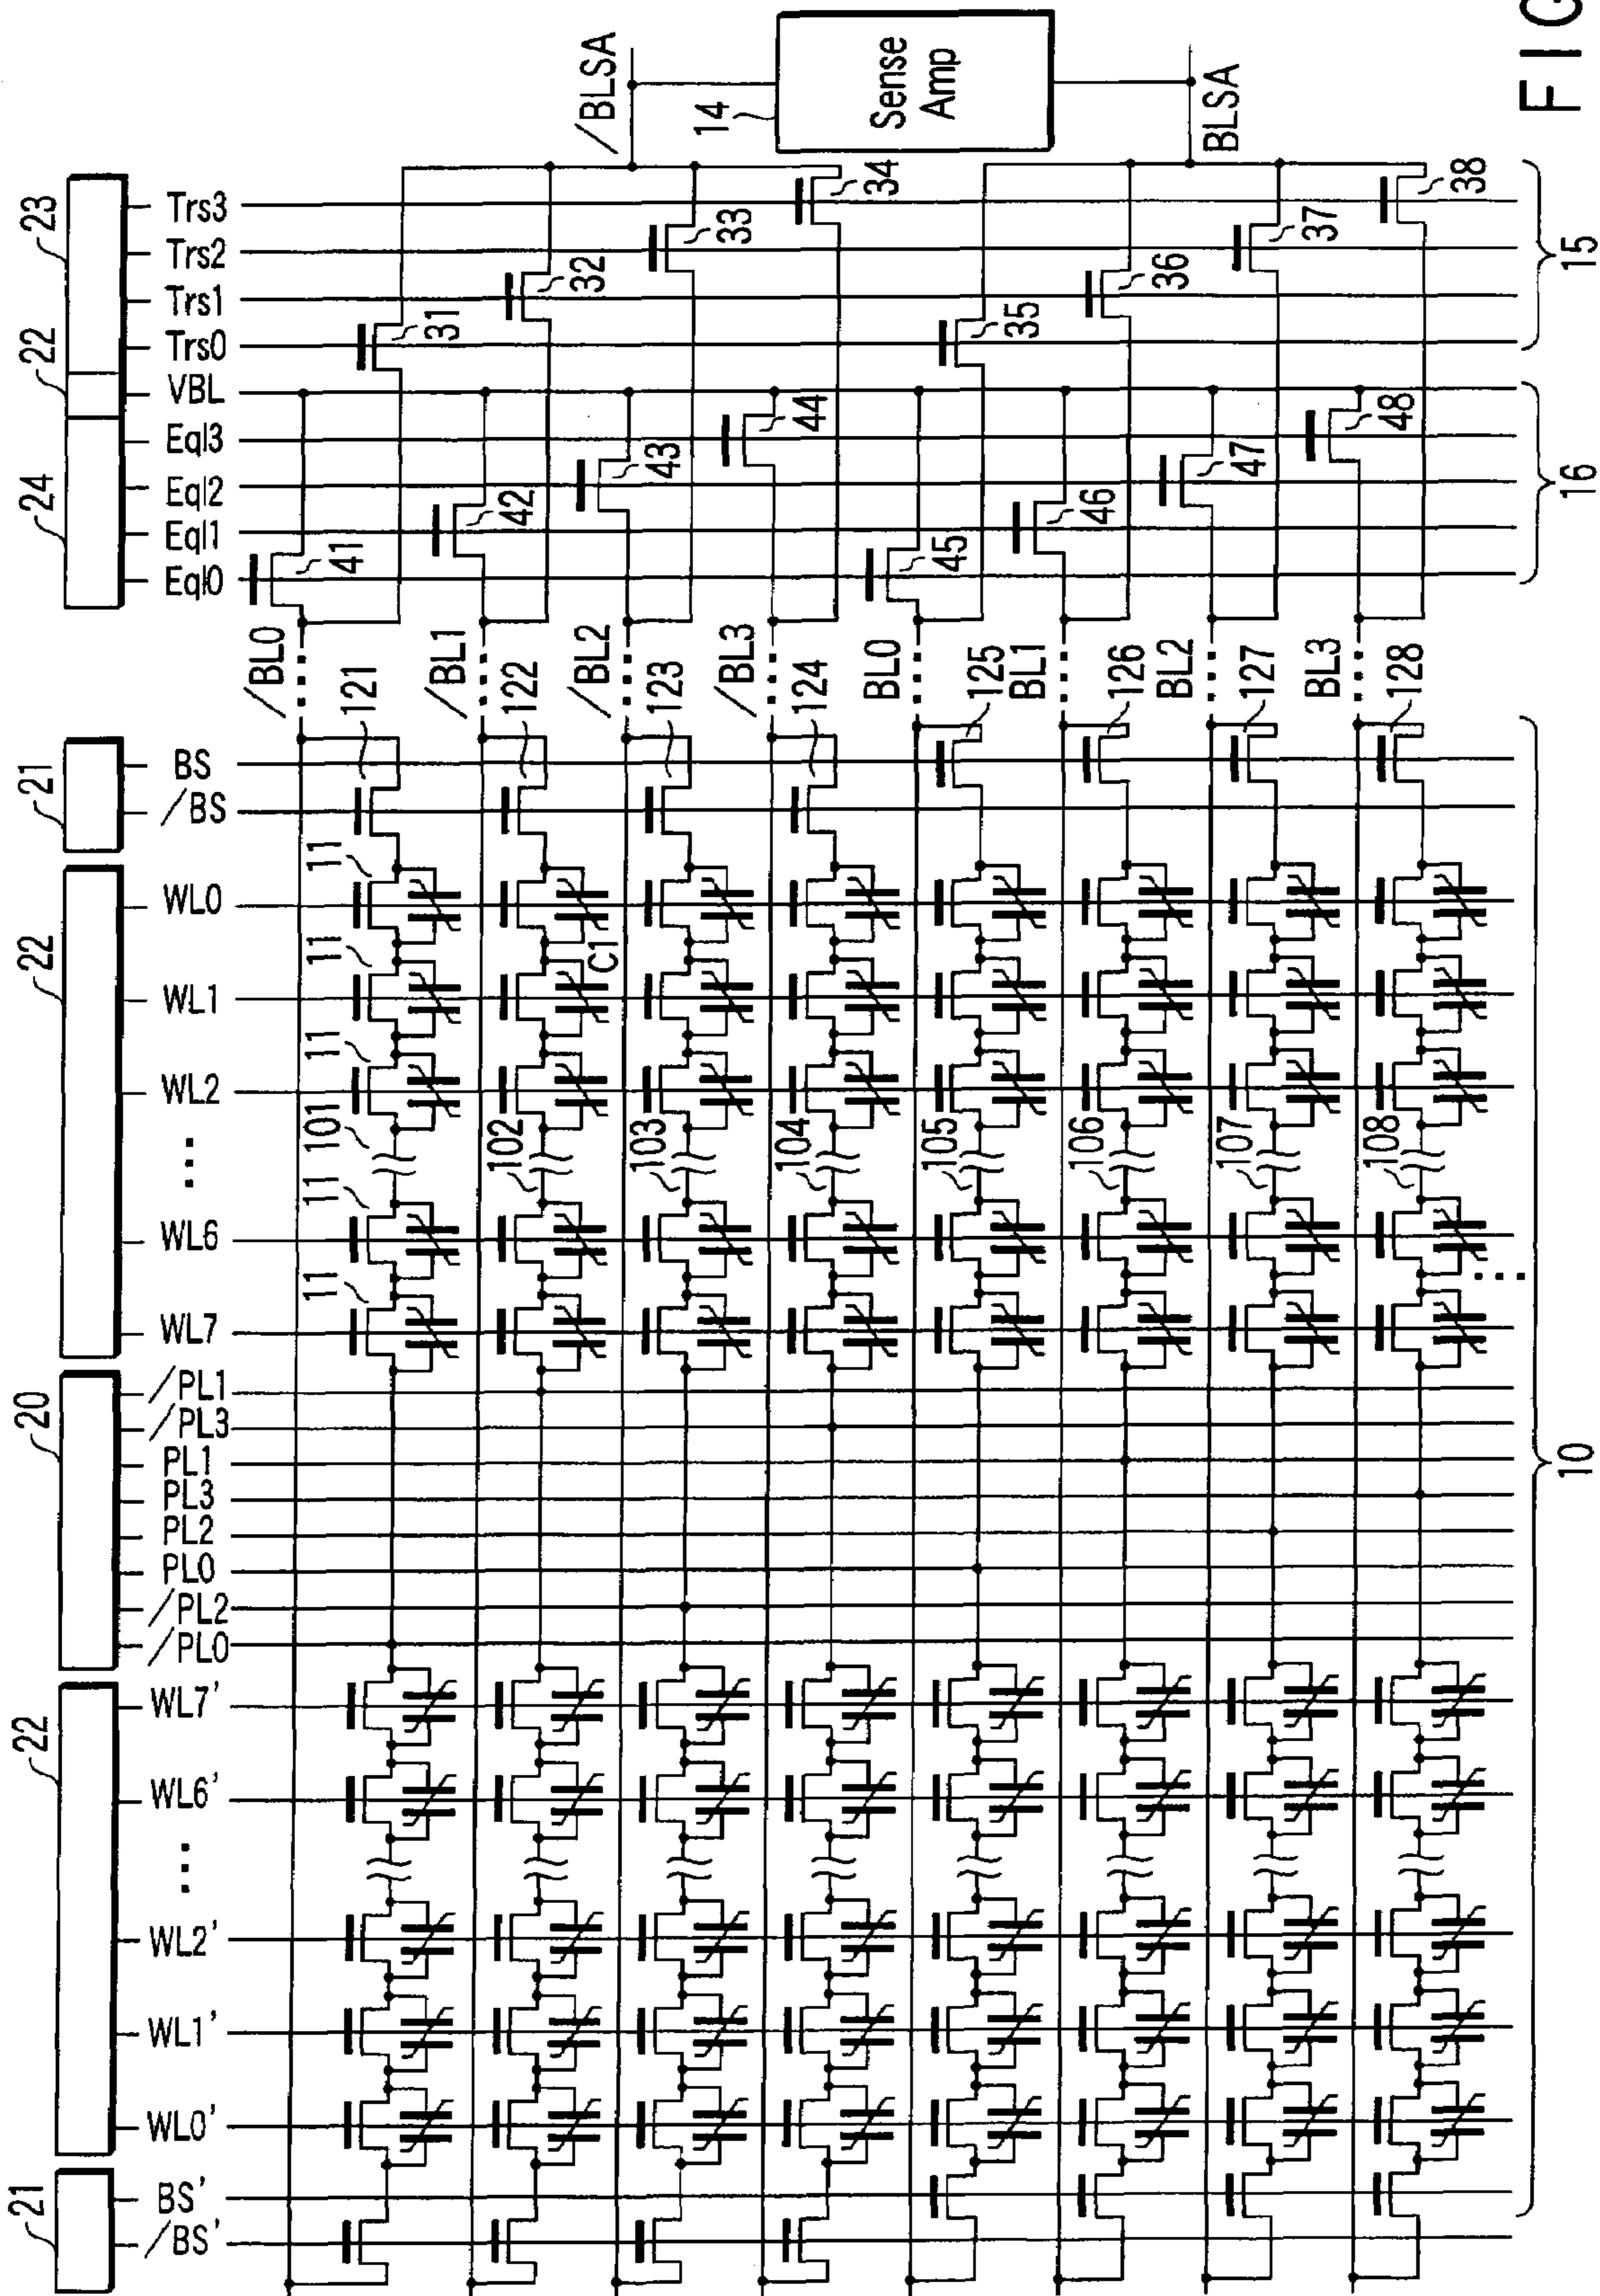 21 22 20 22 21 24 22 23
/BS' BS' WL0' WL1' WL2' ... WL6' WL7' /PL0 /PL2 PL0 PL2 PL3 PL1 /PL3 /PL1 WL7 WL6 ... WL2 WL1 WL0 /BS BS Eql0 Eql1 Eql2 Eql3 VBL Trs0 Trs1 Trs2 Trs3
/BL0
11 11 101 11 11 11 121 41 31
/BL1
102 C1 122 42 32
/BL2
103 123 43 33
/BL3
104 124 44 34
/BLSA
14
Sense
Amp
BLSA
BL0
105 125 45 35
BL1
106 126 46 36
BL2
107 127 47 37
BL3
108 128 48 38
10 16 15
FIG